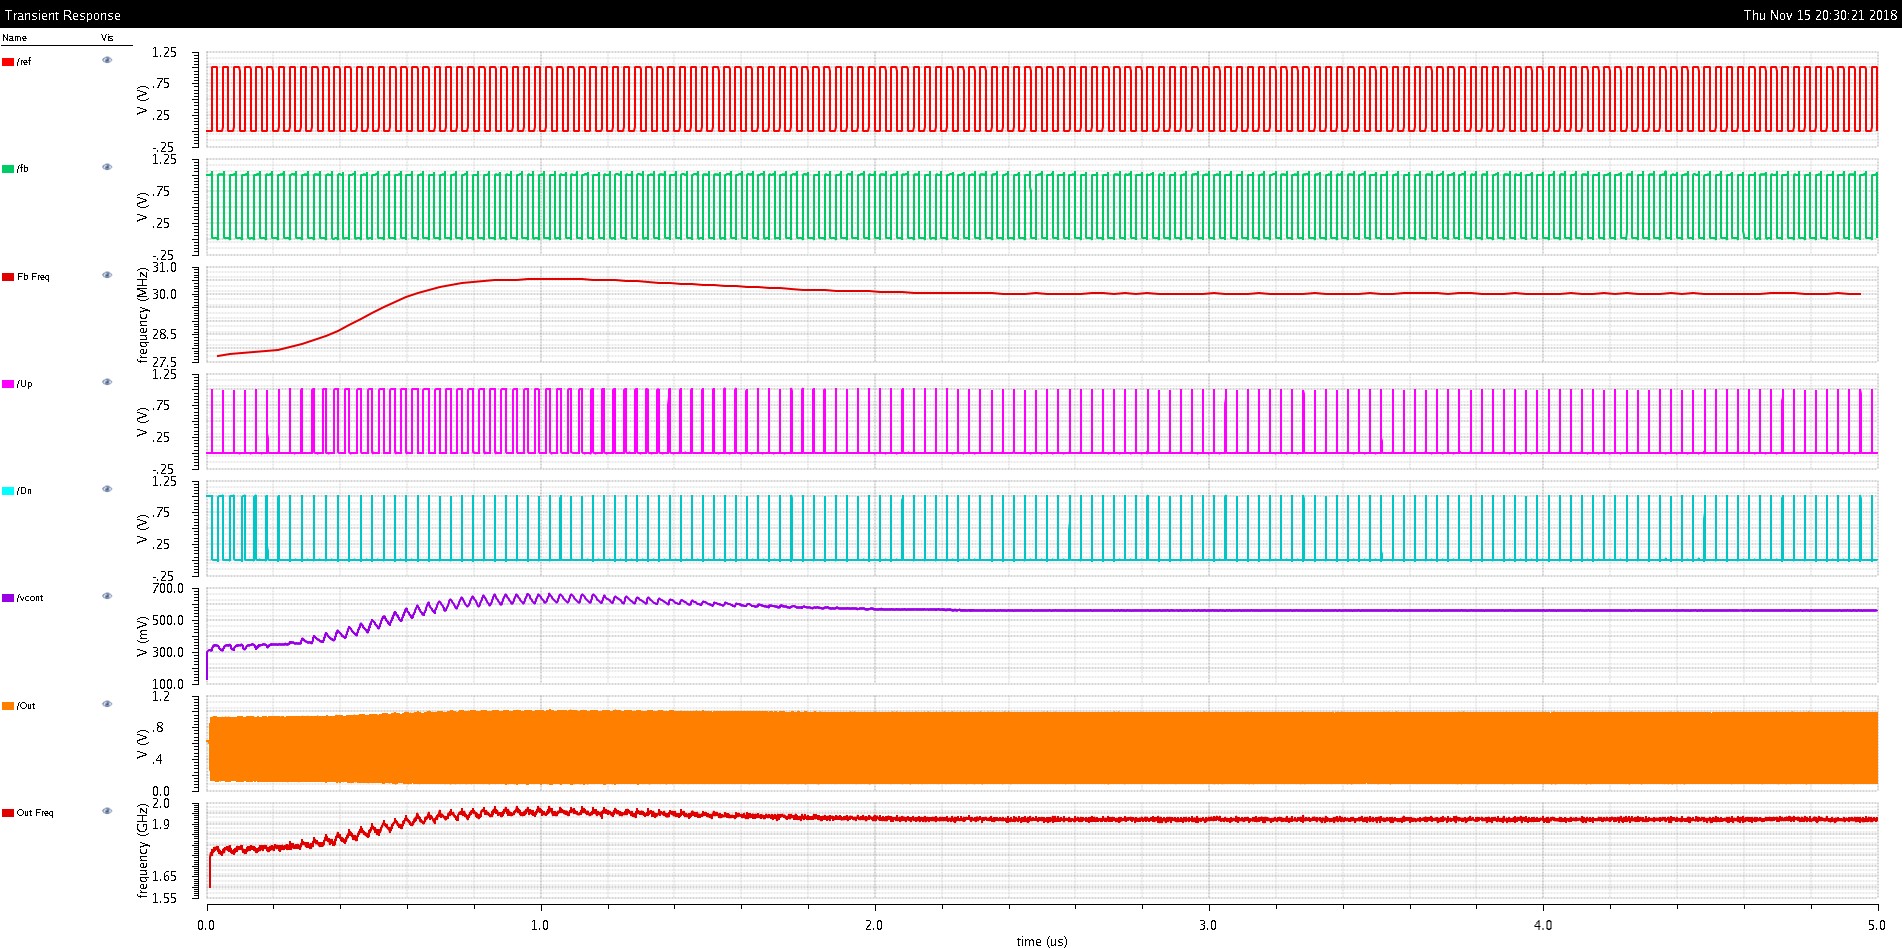 Transient Response
Thu Nov 15 20:30:21 2018
Name Vis
/ref
V (V)
1.25
.75
.25
-.25
/fb
V (V)
1.25
.75
.25
-.25
Fb Freq
frequency (MHz)
31.0
30.0
28.5
27.5
/Up
V (V)
1.25
.75
.25
-.25
/Dn
V (V)
1.25
.75
.25
-.25
/vcont
V (mV)
700.0
500.0
300.0
100.0
/Out
V (V)
1.2
.8
.4
0.0
Out Freq
frequency (GHz)
2.0
1.9
1.65
1.55
0.0 1.0 2.0 3.0 4.0 5.0
time (us)